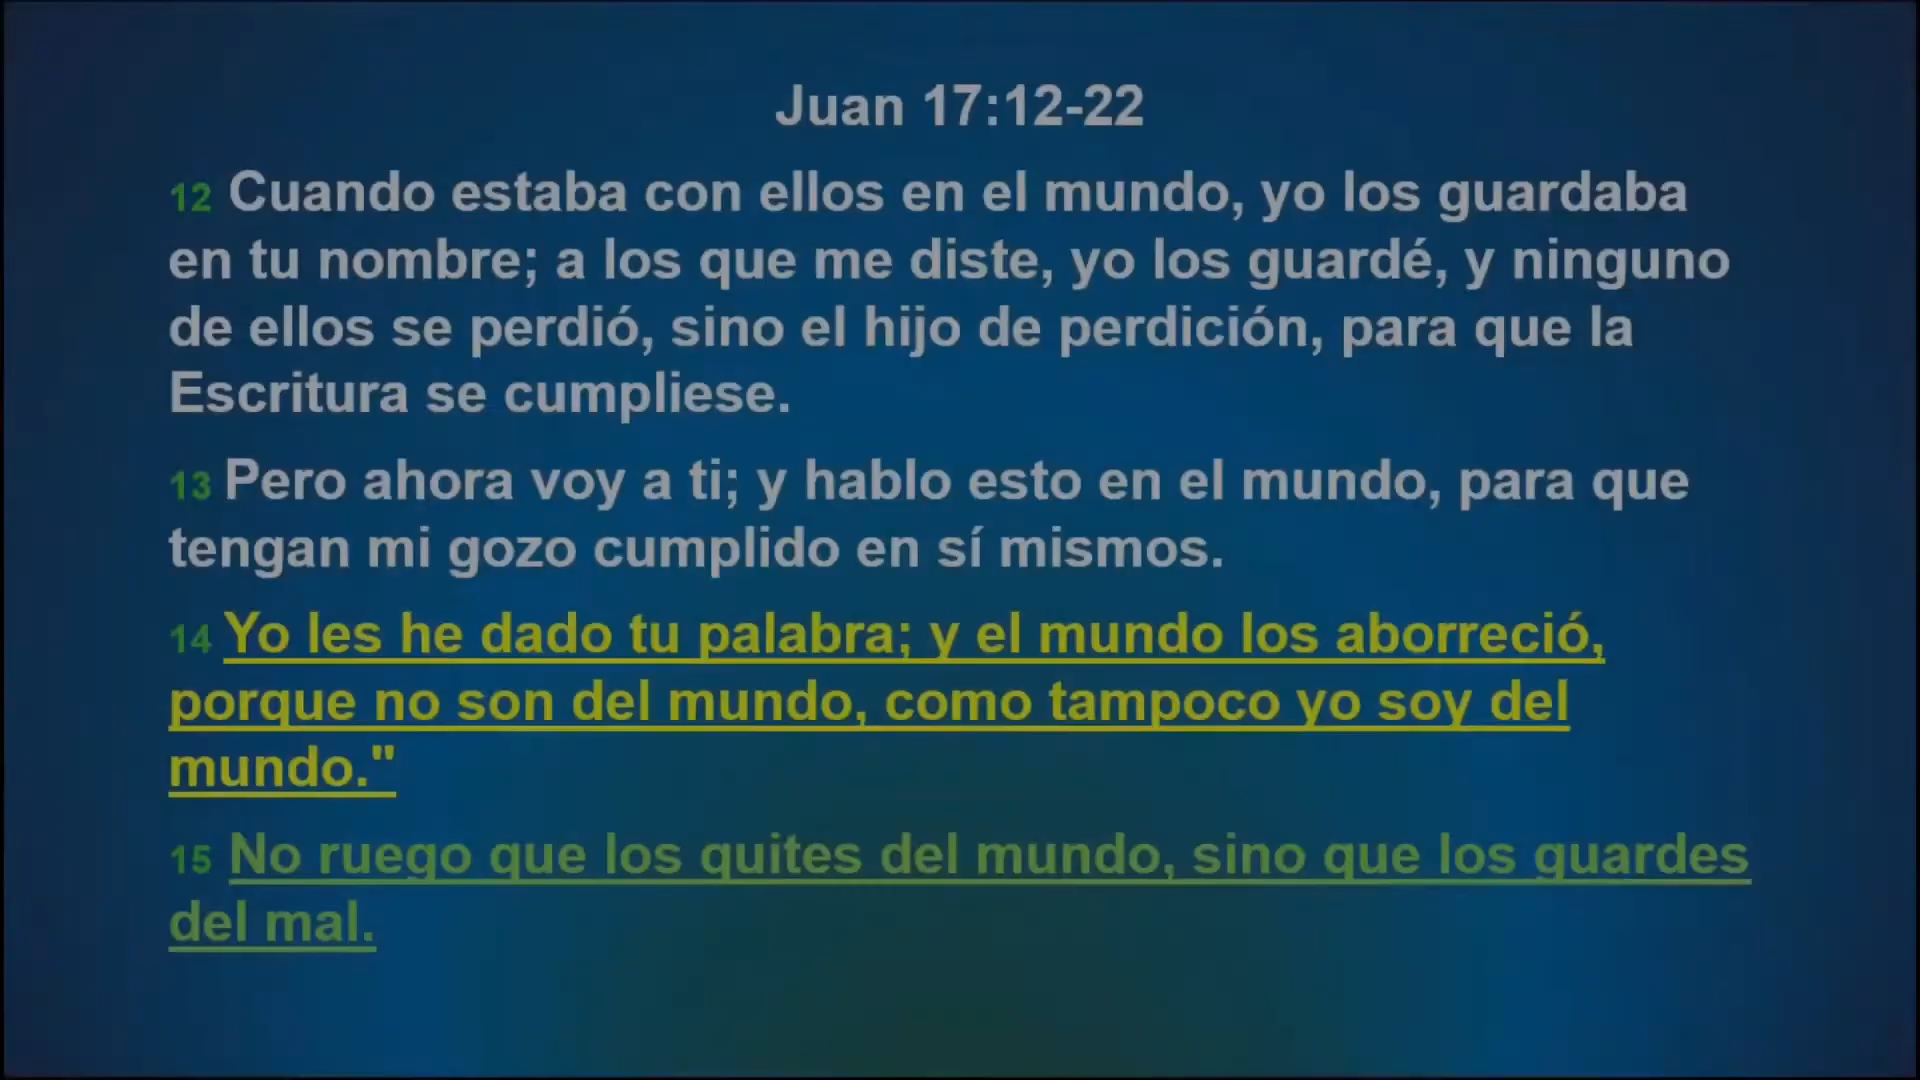 Juan 17:12-22
12 Cuando estaba con ellos en el mundo, yo los guardaba
en tu nombre; a los que me diste, yo los guardé, y ninguno
de ellos se perdió, sino el hijo de perdición, para que la
Escritura se cumpliese.
13 Pero ahora voy a ti; y hablo esto en el mundo, para que
tengan mi gozo cumplido en sí mismos.
14 Yo les he dado tu palabra; y el mundo los aborreció,
porque no son del mundo, como tampoco yo soy del
mundo."
15 No ruego que los quites del mundo, sino que los guardes
del mal.